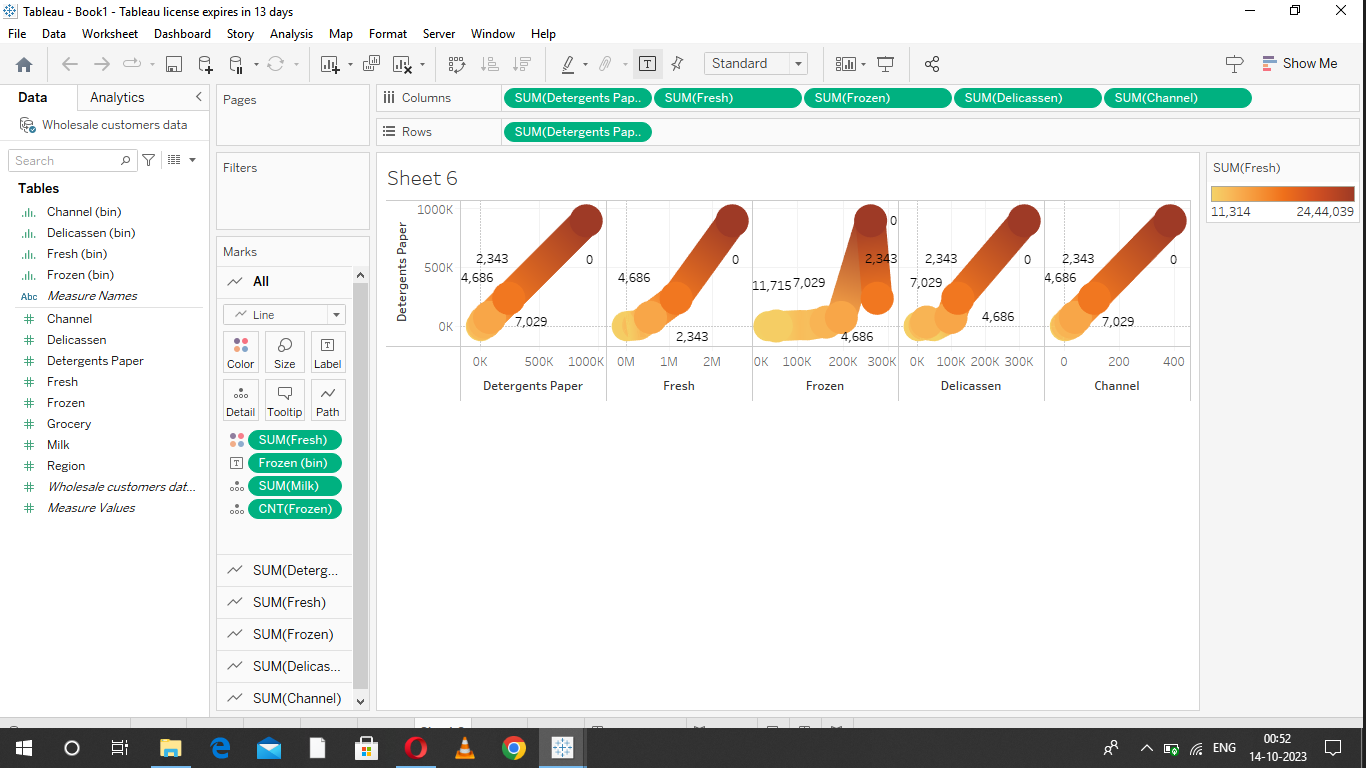 Tableau - Book1 - Tableau license expires in 13 days
File Data Worksheet Dashboard Story Analysis Map Format Server Window Help
Standard
Show Me
Data Analytics
Wholesale customers data
Search
Tables
Channel (bin)
Delicassen (bin)
Fresh (bin)
Frozen (bin)
Abc Measure Names
Channel
Delicassen
Detergents Paper
Fresh
Frozen
Grocery
Milk
Region
Wholesale customers dat...
Measure Values
Pages
Filters
Marks
All
Line
Color Size Label
Detail Tooltip Path
SUM(Fresh)
Frozen (bin)
SUM(Milk)
CNT(Frozen)
SUM(Deterg...
SUM(Fresh)
SUM(Frozen)
SUM(Delicas...
SUM(Channel)
Columns SUM(Detergents Pap.. SUM(Fresh) SUM(Frozen) SUM(Delicassen) SUM(Channel)
Rows SUM(Detergents Pap..
Sheet 6
Detergents Paper
1000K
500K
0K
2,343
4,686
0
7,029
0K 500K 1000K
Detergents Paper
4,686
0
2,343
0M 1M 2M
Fresh
0
2,343
11,715 7,029
4,686
0K 100K 200K 300K
Frozen
2,343
0
7,029
4,686
0K 100K 200K 300K
Delicassen
2,343
0
4,686
7,029
0 200 400
Channel
SUM(Fresh)
11,314 24,44,039
ENG
00:52
14-10-2023